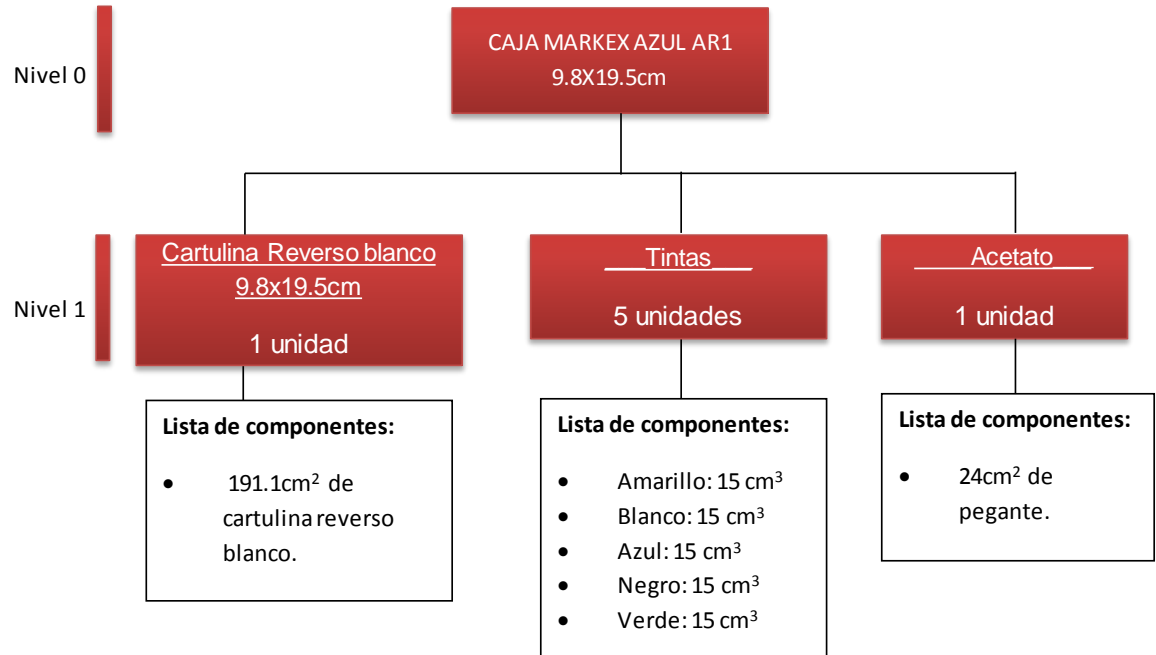 CAJA MARKEX AZUL AR1
9.8X19.5cm
Nivel 0
Cartulina Reverso blanco
9.8x19.5cm
1 unidad
Tintas
5 unidades
Acetato
1 unidad
Nivel 1
Lista de componentes:
• 191.1cm² de
cartulina reverso
blanco.
Lista de componentes:
• Amarillo: 15 cm³
• Blanco: 15 cm³
• Azul: 15 cm³
• Negro: 15 cm³
• Verde: 15 cm³
Lista de componentes:
• 24cm² de
pegante.